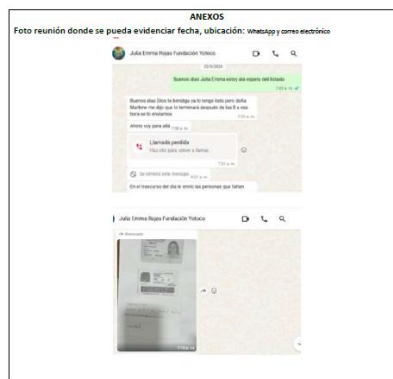 ANEXOS
Foto reunión donde se pueda evidenciar fecha, ubicación: WhatsApp y correo electrónico
Julia Emma Rojas Fundación Yotoco
Buenos días Julia Emma estoy ala espera del listado
Buenos días Dios te bendiga ya lo tengo listo pero doña
Marlene me dijo que lo terminara después de las 8 a esa
hora se lo enviamos
Ahora voy para allá
Llamada perdida
Haz clic para volver a llamar
Se eliminó este mensaje.
En el trascurso del día le envío las personas que faltan
Julia Emma Rojas Fundación Yotoco
Reenviado